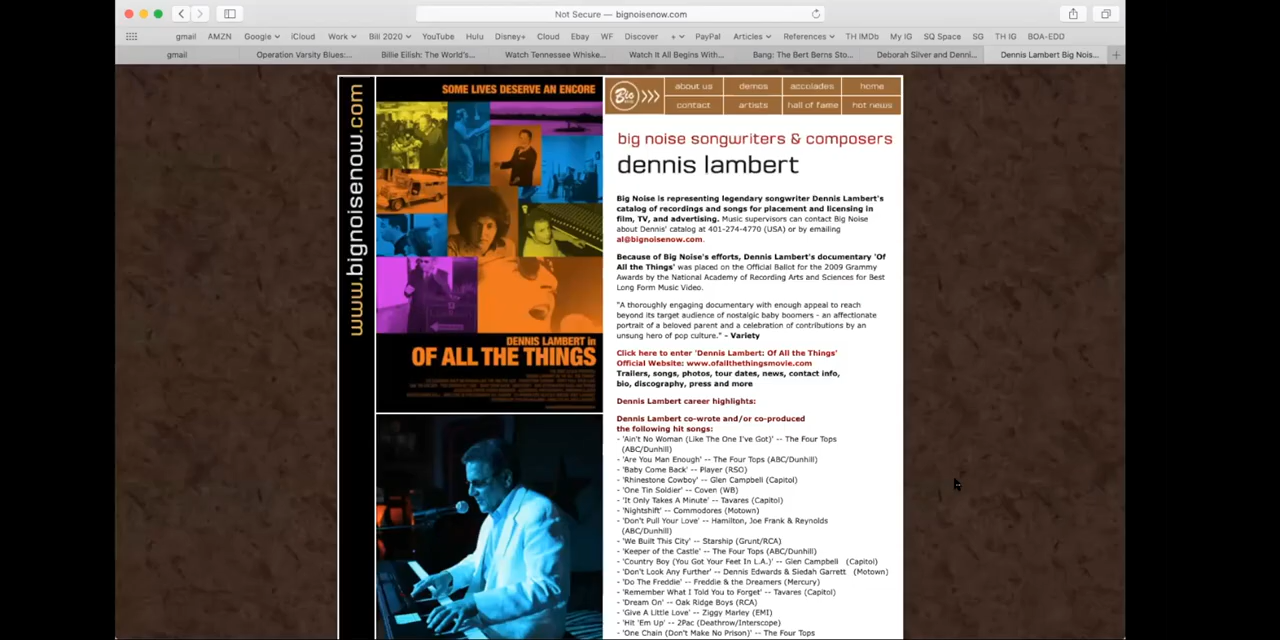 Not Secure — bignoisenow.com
gmail AMZN Google iCloud Work Bill 2020 YouTube Hulu Disney+ Cloud Ebay WF Discover + PayPal Articles References TH IMDb My IG SQ Space SG TH IG BOA-EDD
gmail Operation Varsity Blues:... Billie Eilish: The World's... Watch Tennessee Whiske... Watch It All Begins With... Bang: The Bert Berns Sto... Deborah Silver and Denni... Dennis Lambert Big Nois...
www.bignoisenow.com
SOME LIVES DESERVE AN ENCORE
DENNIS LAMBERT in
OF ALL THE THINGS
Big
about us demos accolades home
contact artists hall of fame hot news
big noise songwriters & composers
dennis lambert
Big Noise is representing legendary songwriter Dennis Lambert's
catalog of recordings and songs for placement and licensing in
film, TV, and advertising. Music supervisors can contact Big Noise
about Dennis' catalog at 401-274-4770 (USA) or by emailing
al@bignoisenow.com.
Because of Big Noise's efforts, Dennis Lambert's documentary 'Of
All the Things' was placed on the Official Ballot for the 2009 Grammy
Awards by the National Academy of Recording Arts and Sciences for Best
Long Form Music Video.
"A thoroughly engaging documentary with enough appeal to reach
beyond its target audience of nostalgic baby boomers - an affectionate
portrait of a beloved parent and a celebration of contributions by an
unsung hero of pop culture." - Variety
Click here to enter 'Dennis Lambert: Of All the Things'
Official Website: www.ofallthethingsmovie.com
Trailers, songs, photos, tour dates, news, contact info,
bio, discography, press and more
Dennis Lambert career highlights:
Dennis Lambert co-wrote and/or co-produced
the following hit songs:
- 'Ain't No Woman (Like The One I've Got)' -- The Four Tops
(ABC/Dunhill)
- 'Are You Man Enough' -- The Four Tops (ABC/Dunhill)
- 'Baby Come Back' -- Player (RSO)
- 'Rhinestone Cowboy' -- Glen Campbell (Capitol)
- 'One Tin Soldier' -- Coven (WB)
- 'It Only Takes A Minute' -- Tavares (Capitol)
- 'Nightshift' -- Commodores (Motown)
- 'Don't Pull Your Love' -- Hamilton, Joe Frank & Reynolds
(ABC/Dunhill)
- 'We Built This City' -- Starship (Grunt/RCA)
- 'Keeper of the Castle' -- The Four Tops (ABC/Dunhill)
- 'Country Boy (You Got Your Feet In L.A.)' -- Glen Campbell (Capitol)
- 'Don't Look Any Further' -- Dennis Edwards & Siedah Garrett (Motown)
- 'Do The Freddie' -- Freddie & the Dreamers (Mercury)
- 'Remember What I Told You to Forget' -- Tavares (Capitol)
- 'Dream On' -- Oak Ridge Boys (RCA)
- 'Give A Little Love' -- Ziggy Marley (EMI)
- 'Hit 'Em Up' -- 2Pac (Deathrow/Interscope)
- 'One Chain (Don't Make No Prison)' -- The Four Tops